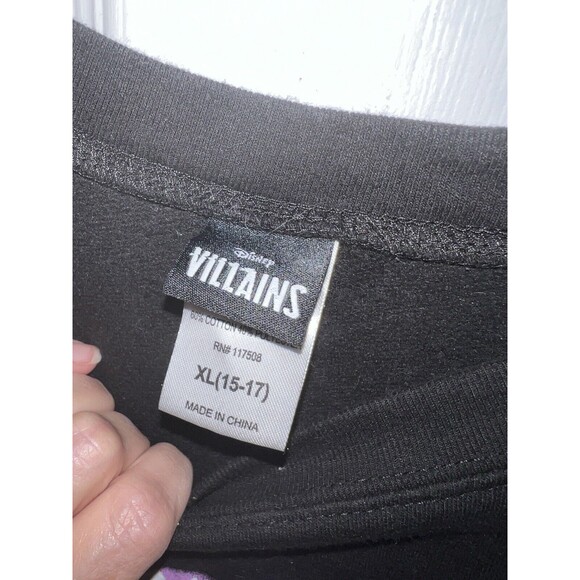 Disney
VILLAINS
60% COTTON
RN# 117508
XL(15-17)
MADE IN CHINA